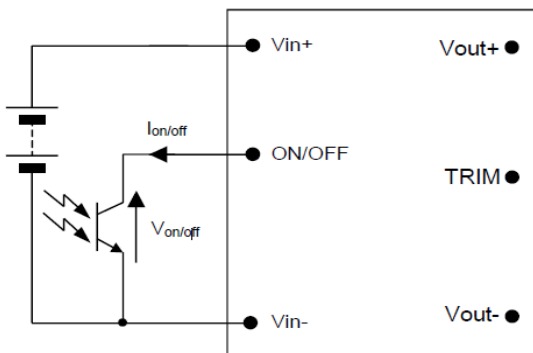 Vin+
Vout+
Ion/off
ON/OFF
TRIM
Von/off
Vin-
Vout-